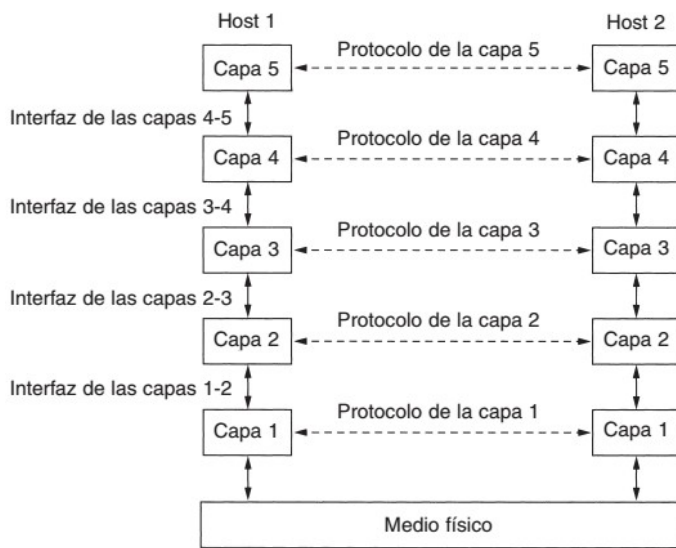 Host 1
Host 2
Capa 5
Protocolo de la capa 5
Capa 5
Interfaz de las capas 4-5
Capa 4
Protocolo de la capa 4
Capa 4
Interfaz de las capas 3-4
Capa 3
Protocolo de la capa 3
Capa 3
Interfaz de las capas 2-3
Capa 2
Protocolo de la capa 2
Capa 2
Interfaz de las capas 1-2
Capa 1
Protocolo de la capa 1
Capa 1
Medio físico